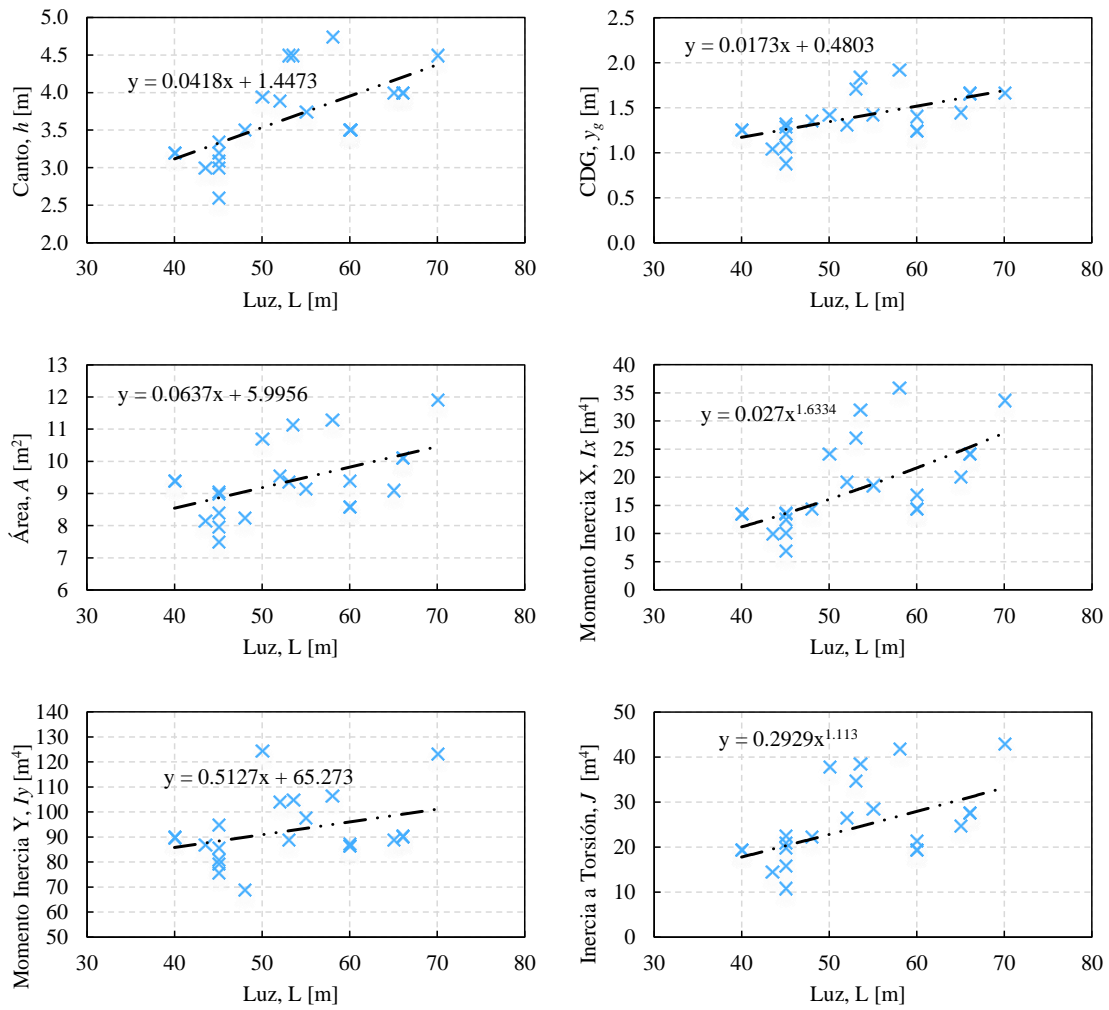 5.0
4.5
4.0
3.5
3.0
2.5
2.0
Canto, h [m]
y = 0.0418x + 1.4473
30 40 50 60 70 80
Luz, L [m]
2.5
2.0
1.5
1.0
0.5
0.0
CDG, yg [m]
y = 0.0173x + 0.4803
30 40 50 60 70 80
Luz, L [m]
13
12
11
10
9
8
7
6
Área, A [m²]
y = 0.0637x + 5.9956
30 40 50 60 70 80
Luz, L [m]
40
35
30
25
20
15
10
5
0
Momento Inercia X, Ix [m⁴]
y = 0.027x^1.6334
30 40 50 60 70 80
Luz, L [m]
140
130
120
110
100
90
80
70
60
50
Momento Inercia Y, Iy [m⁴]
y = 0.5127x + 65.273
30 40 50 60 70 80
Luz, L [m]
50
40
30
20
10
0
Inercia a Torsión, J [m⁴]
y = 0.2929x^1.113
30 40 50 60 70 80
Luz, L [m]